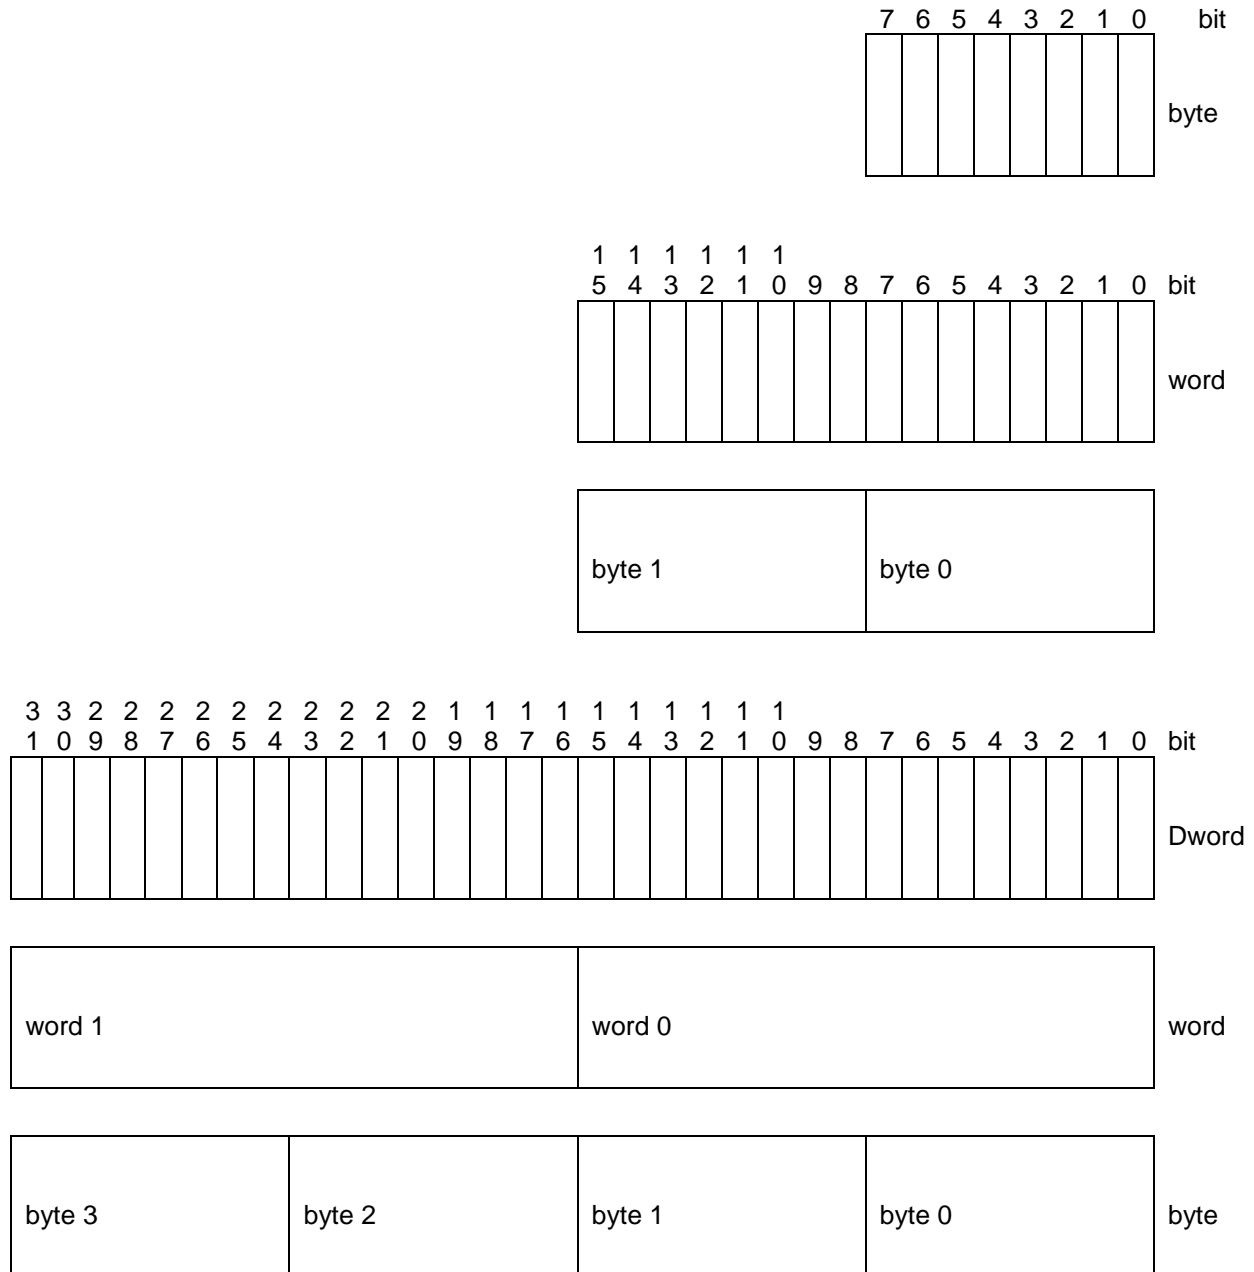 7 6 5 4 3 2 1 0 bit
byte
1 1 1 1 1 1
5 4 3 2 1 0 9 8 7 6 5 4 3 2 1 0 bit
word
byte 1 byte 0
3 3 2 2 2 2 2 2 2 2 2 2 1 1 1 1 1 1 1 1 1 1
1 0 9 8 7 6 5 4 3 2 1 0 9 8 7 6 5 4 3 2 1 0 9 8 7 6 5 4 3 2 1 0 bit
Dword
word 1 word 0 word
byte 3 byte 2 byte 1 byte 0 byte